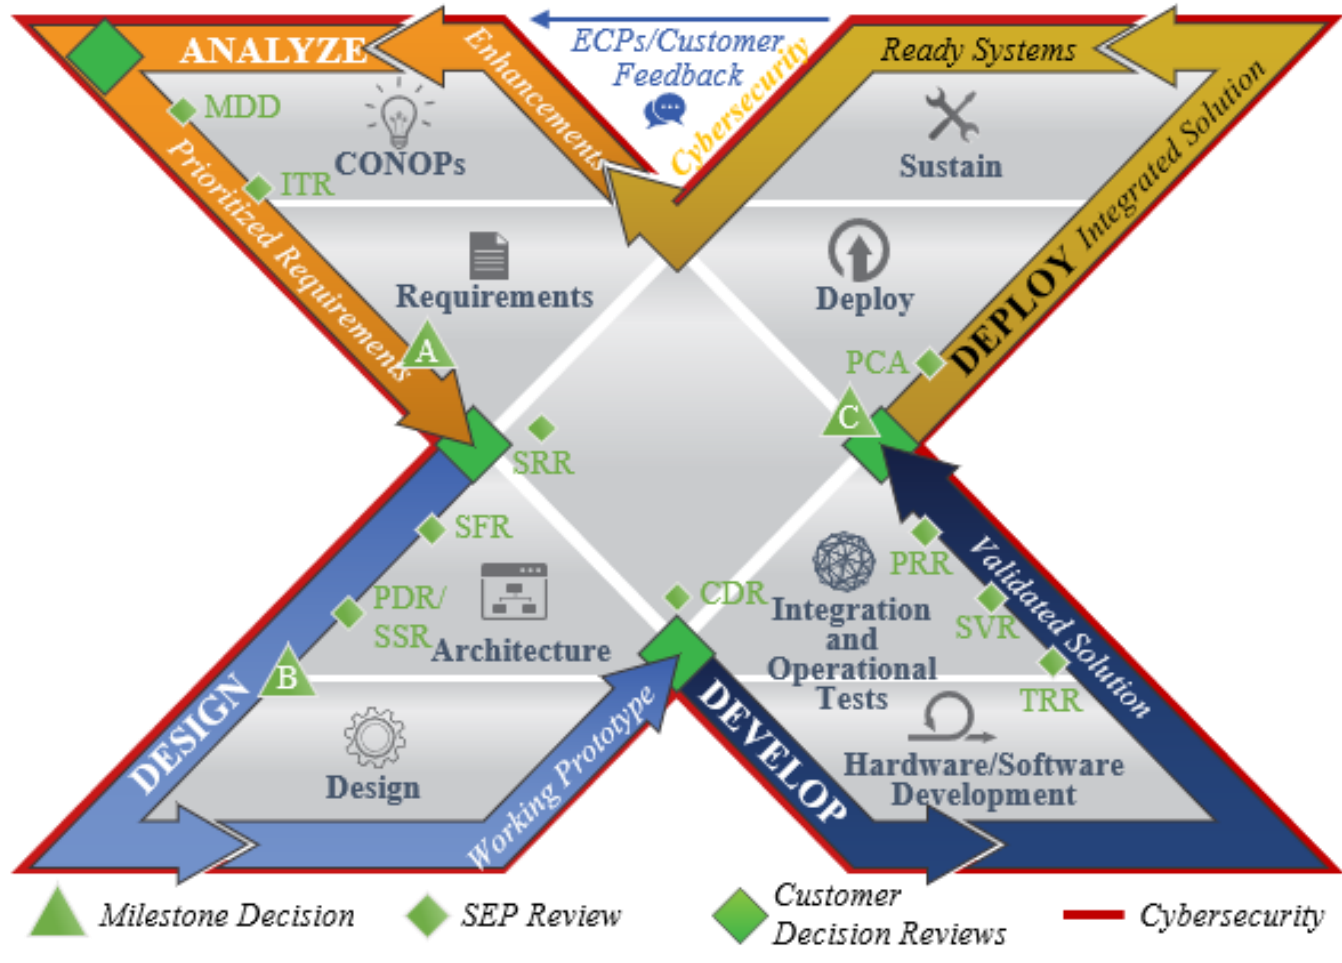 ANALYZE
Enhancements
ECPs/Customer
Feedback
Cybersecurity
Ready Systems
MDD
CONOPs
Sustain
ITR
Prioritized Requirements
Integrated Solution
Requirements
Deploy
A
PCA
DEPLOY
C
SRR
SFR
PRR
Validated Solution
CDR
PDR/
SSR
Architecture
Integration
and
Operational
Tests
SVR
TRR
B
DESIGN
Design
Working Prototype
DEVELOP
Hardware/Software
Development
Milestone Decision
SEP Review
Customer
Decision Reviews
Cybersecurity